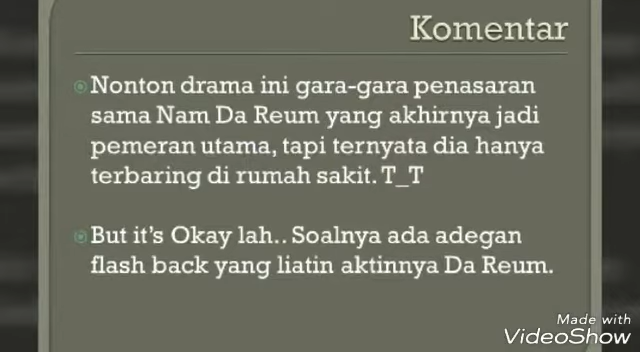 Komentar
Nonton drama ini gara-gara penasaran
sama Nam Da Reum yang akhirnya jadi
pemeran utama, tapi ternyata dia hanya
terbaring di rumah sakit. T_T
But it's Okay lah.. Soalnya ada adegan
flash back yang liatin aktinnya Da Reum.
Made with
VideoShow